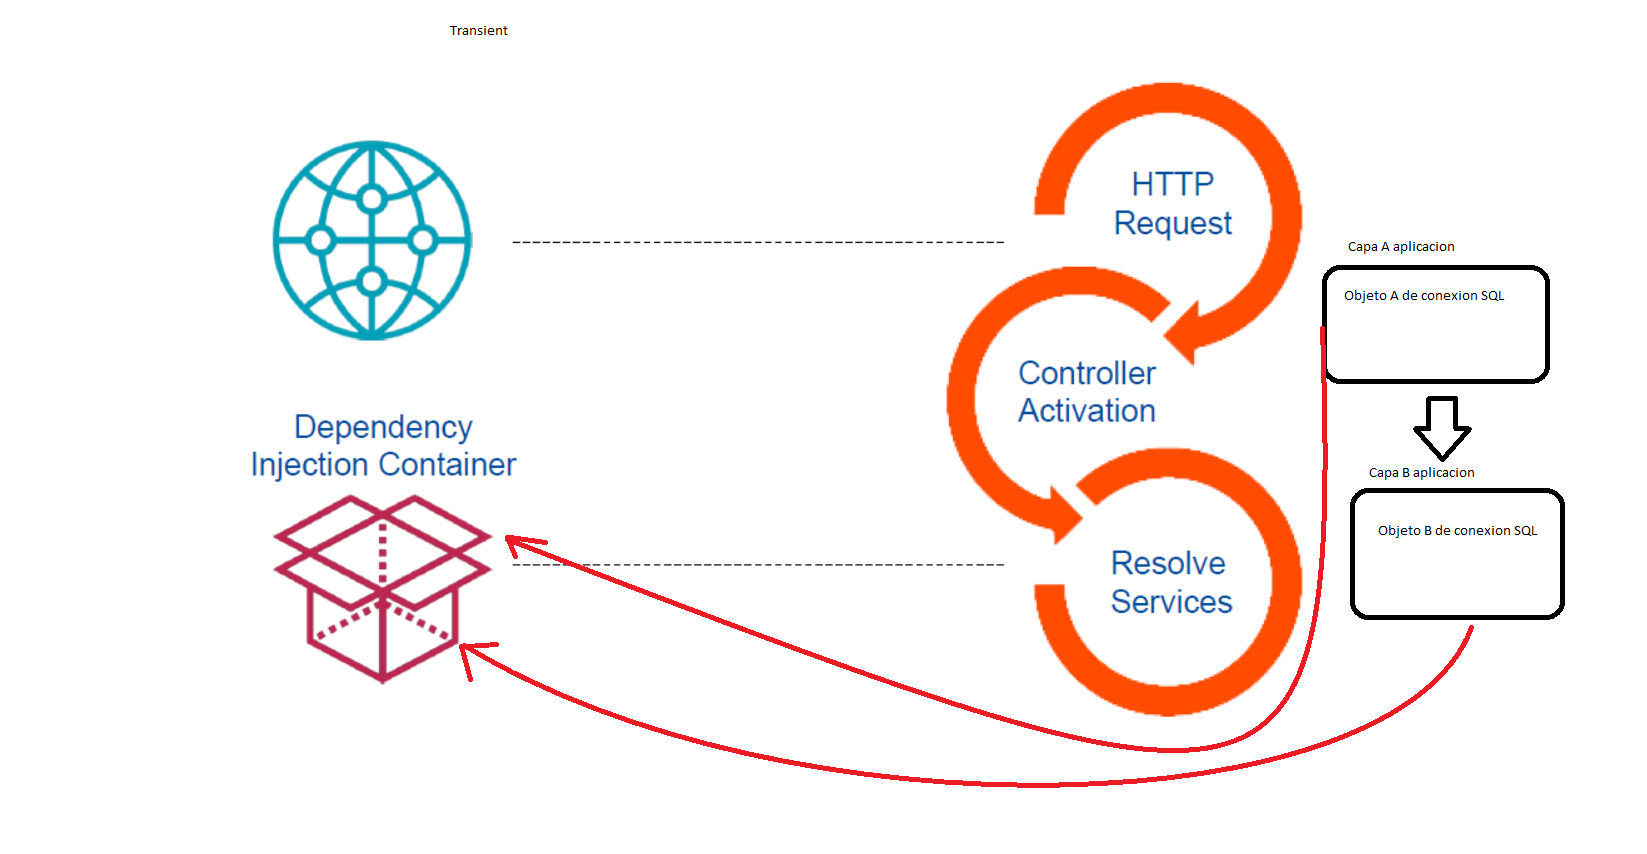 Transient
HTTP
Request
Capa A aplicacion
Objeto A de conexion SQL
Controller
Activation
Dependency
Injection Container
Capa B aplicacion
Objeto B de conexion SQL
Resolve
Services